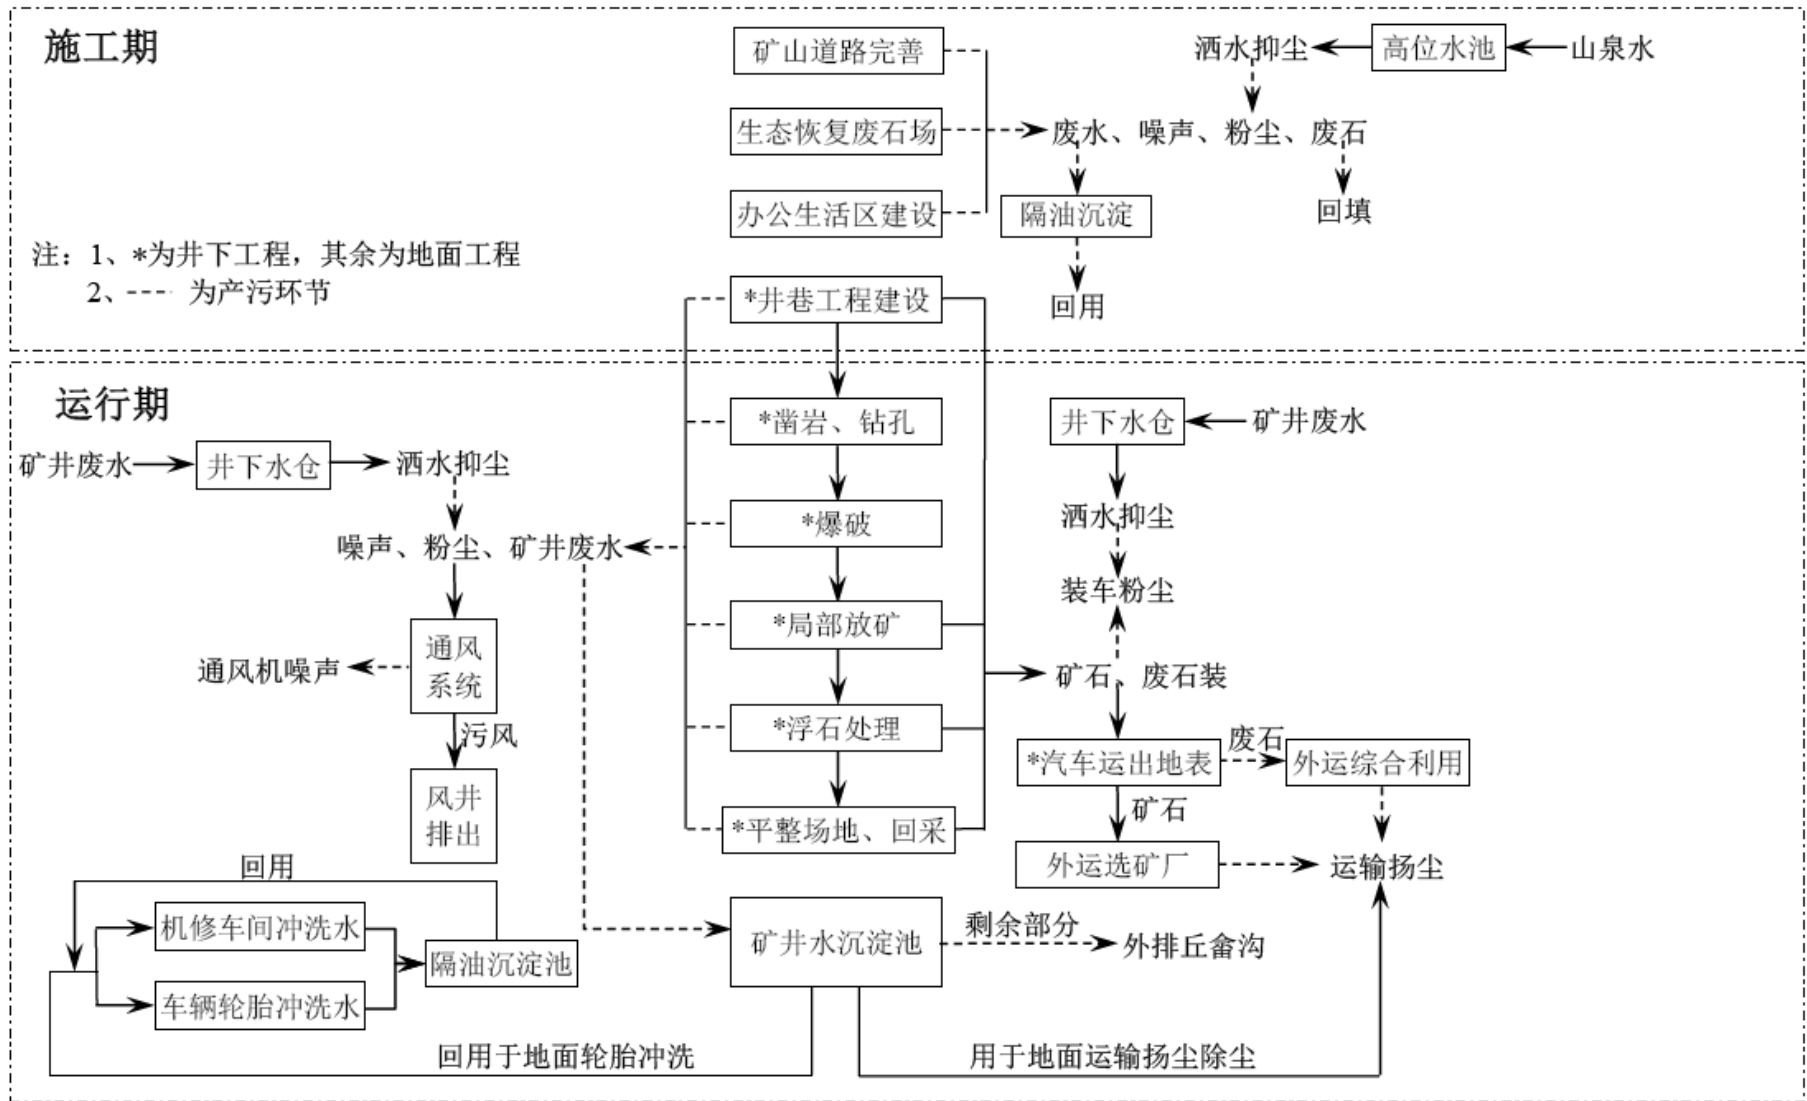 施工期
矿山道路完善
洒水抑尘
高位水池
山泉水
生态恢复废石场
废水、噪声、粉尘、废石
办公生活区建设
隔油沉淀
回填
注：1、*为井下工程，其余为地面工程
2、---- 为产污环节
*井巷工程建设
回用
运行期
*凿岩、钻孔
井下水仓
矿井废水
矿井废水
井下水仓
洒水抑尘
*爆破
洒水抑尘
噪声、粉尘、矿井废水
装车粉尘
*局部放矿
通风机噪声
通风
系统
矿石、废石装
污风
*浮石处理
*汽车运出地表
废石
外运综合利用
风井
排出
矿石
*平整场地、回采
外运选矿厂
运输扬尘
回用
机修车间冲洗水
隔油沉淀池
车辆轮胎冲洗水
矿井水沉淀池
剩余部分
外排丘畲沟
回用于地面轮胎冲洗
用于地面运输扬尘除尘